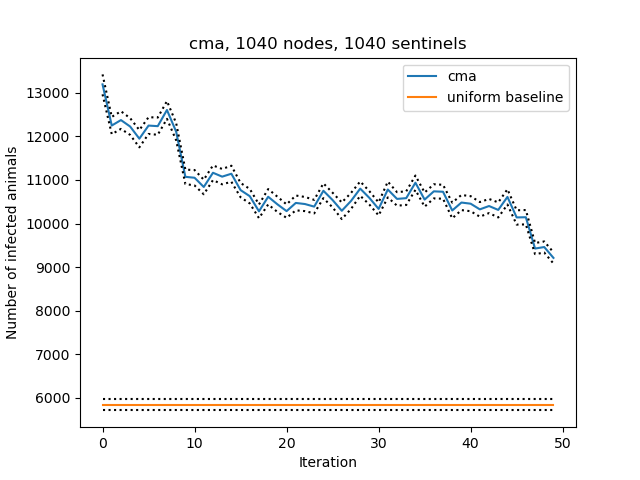 cma, 1040 nodes, 1040 sentinels
cma
uniform baseline
Number of infected animals
13000
12000
11000
10000
9000
8000
7000
6000
0 10 20 30 40 50
Iteration